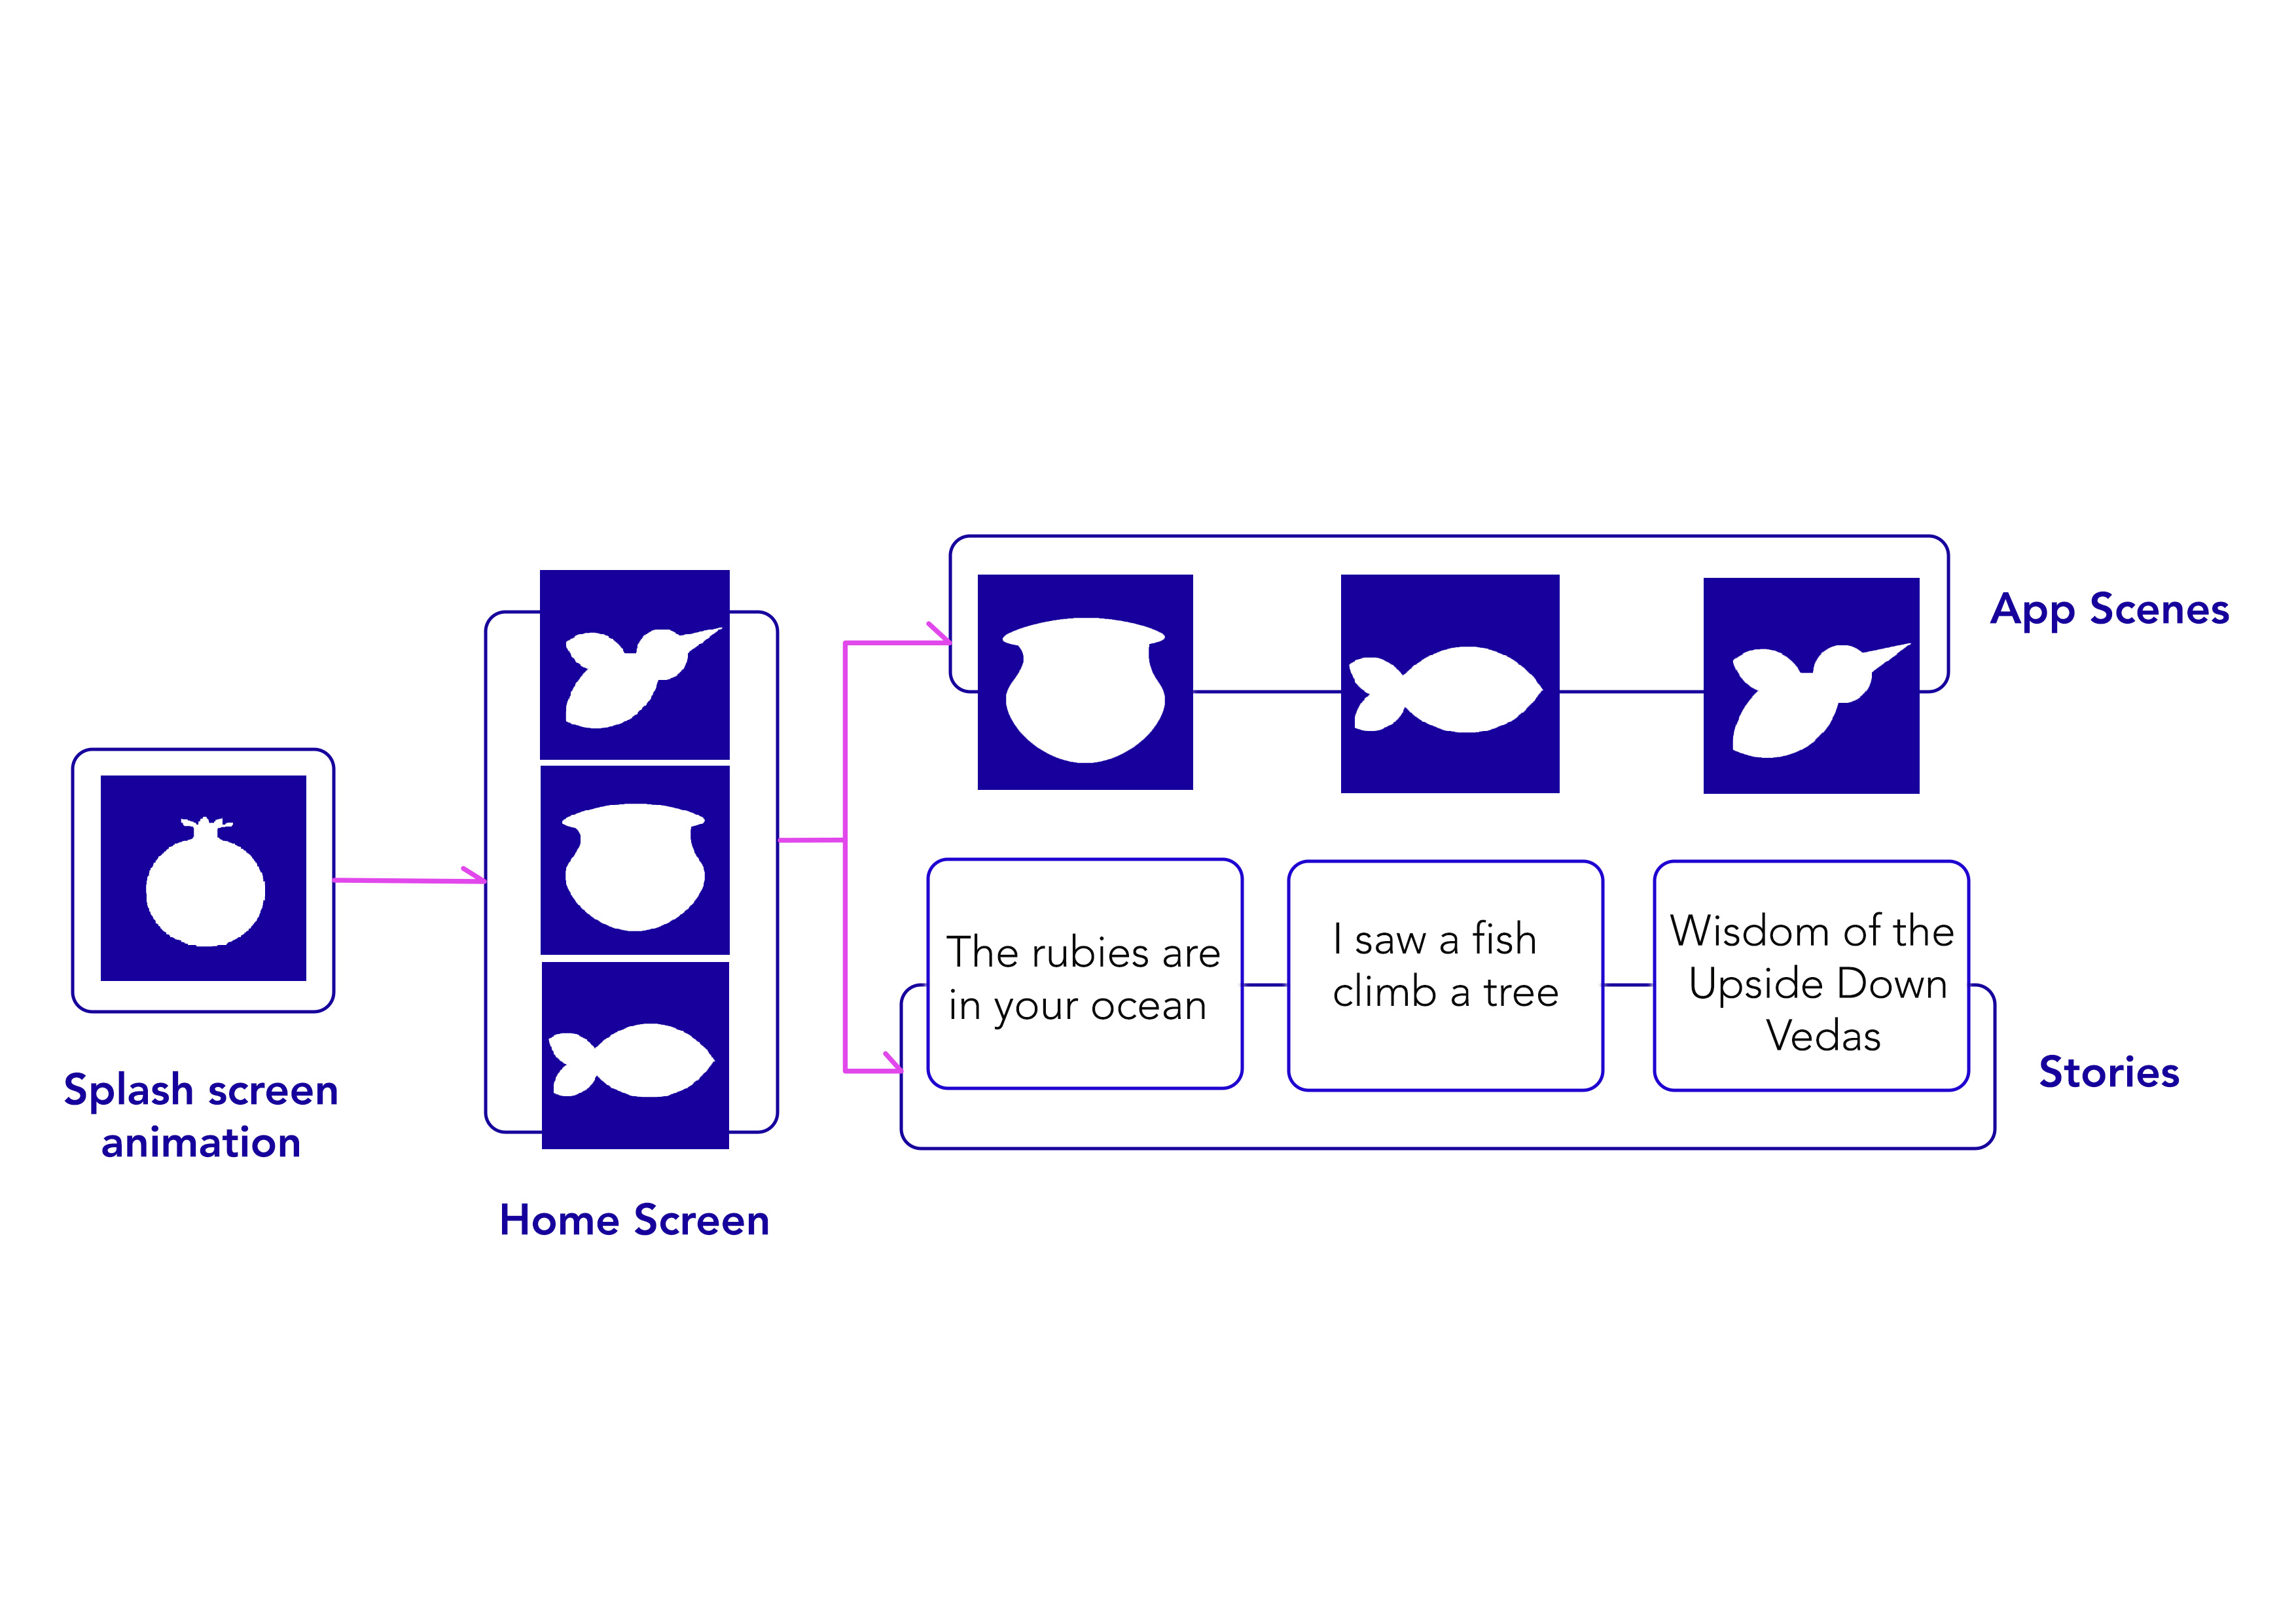 Splash screen
animation
Home Screen
App Scenes
The rubies are
in your ocean
I saw a fish
climb a tree
Wisdom of the
Upside Down
Vedas
Stories